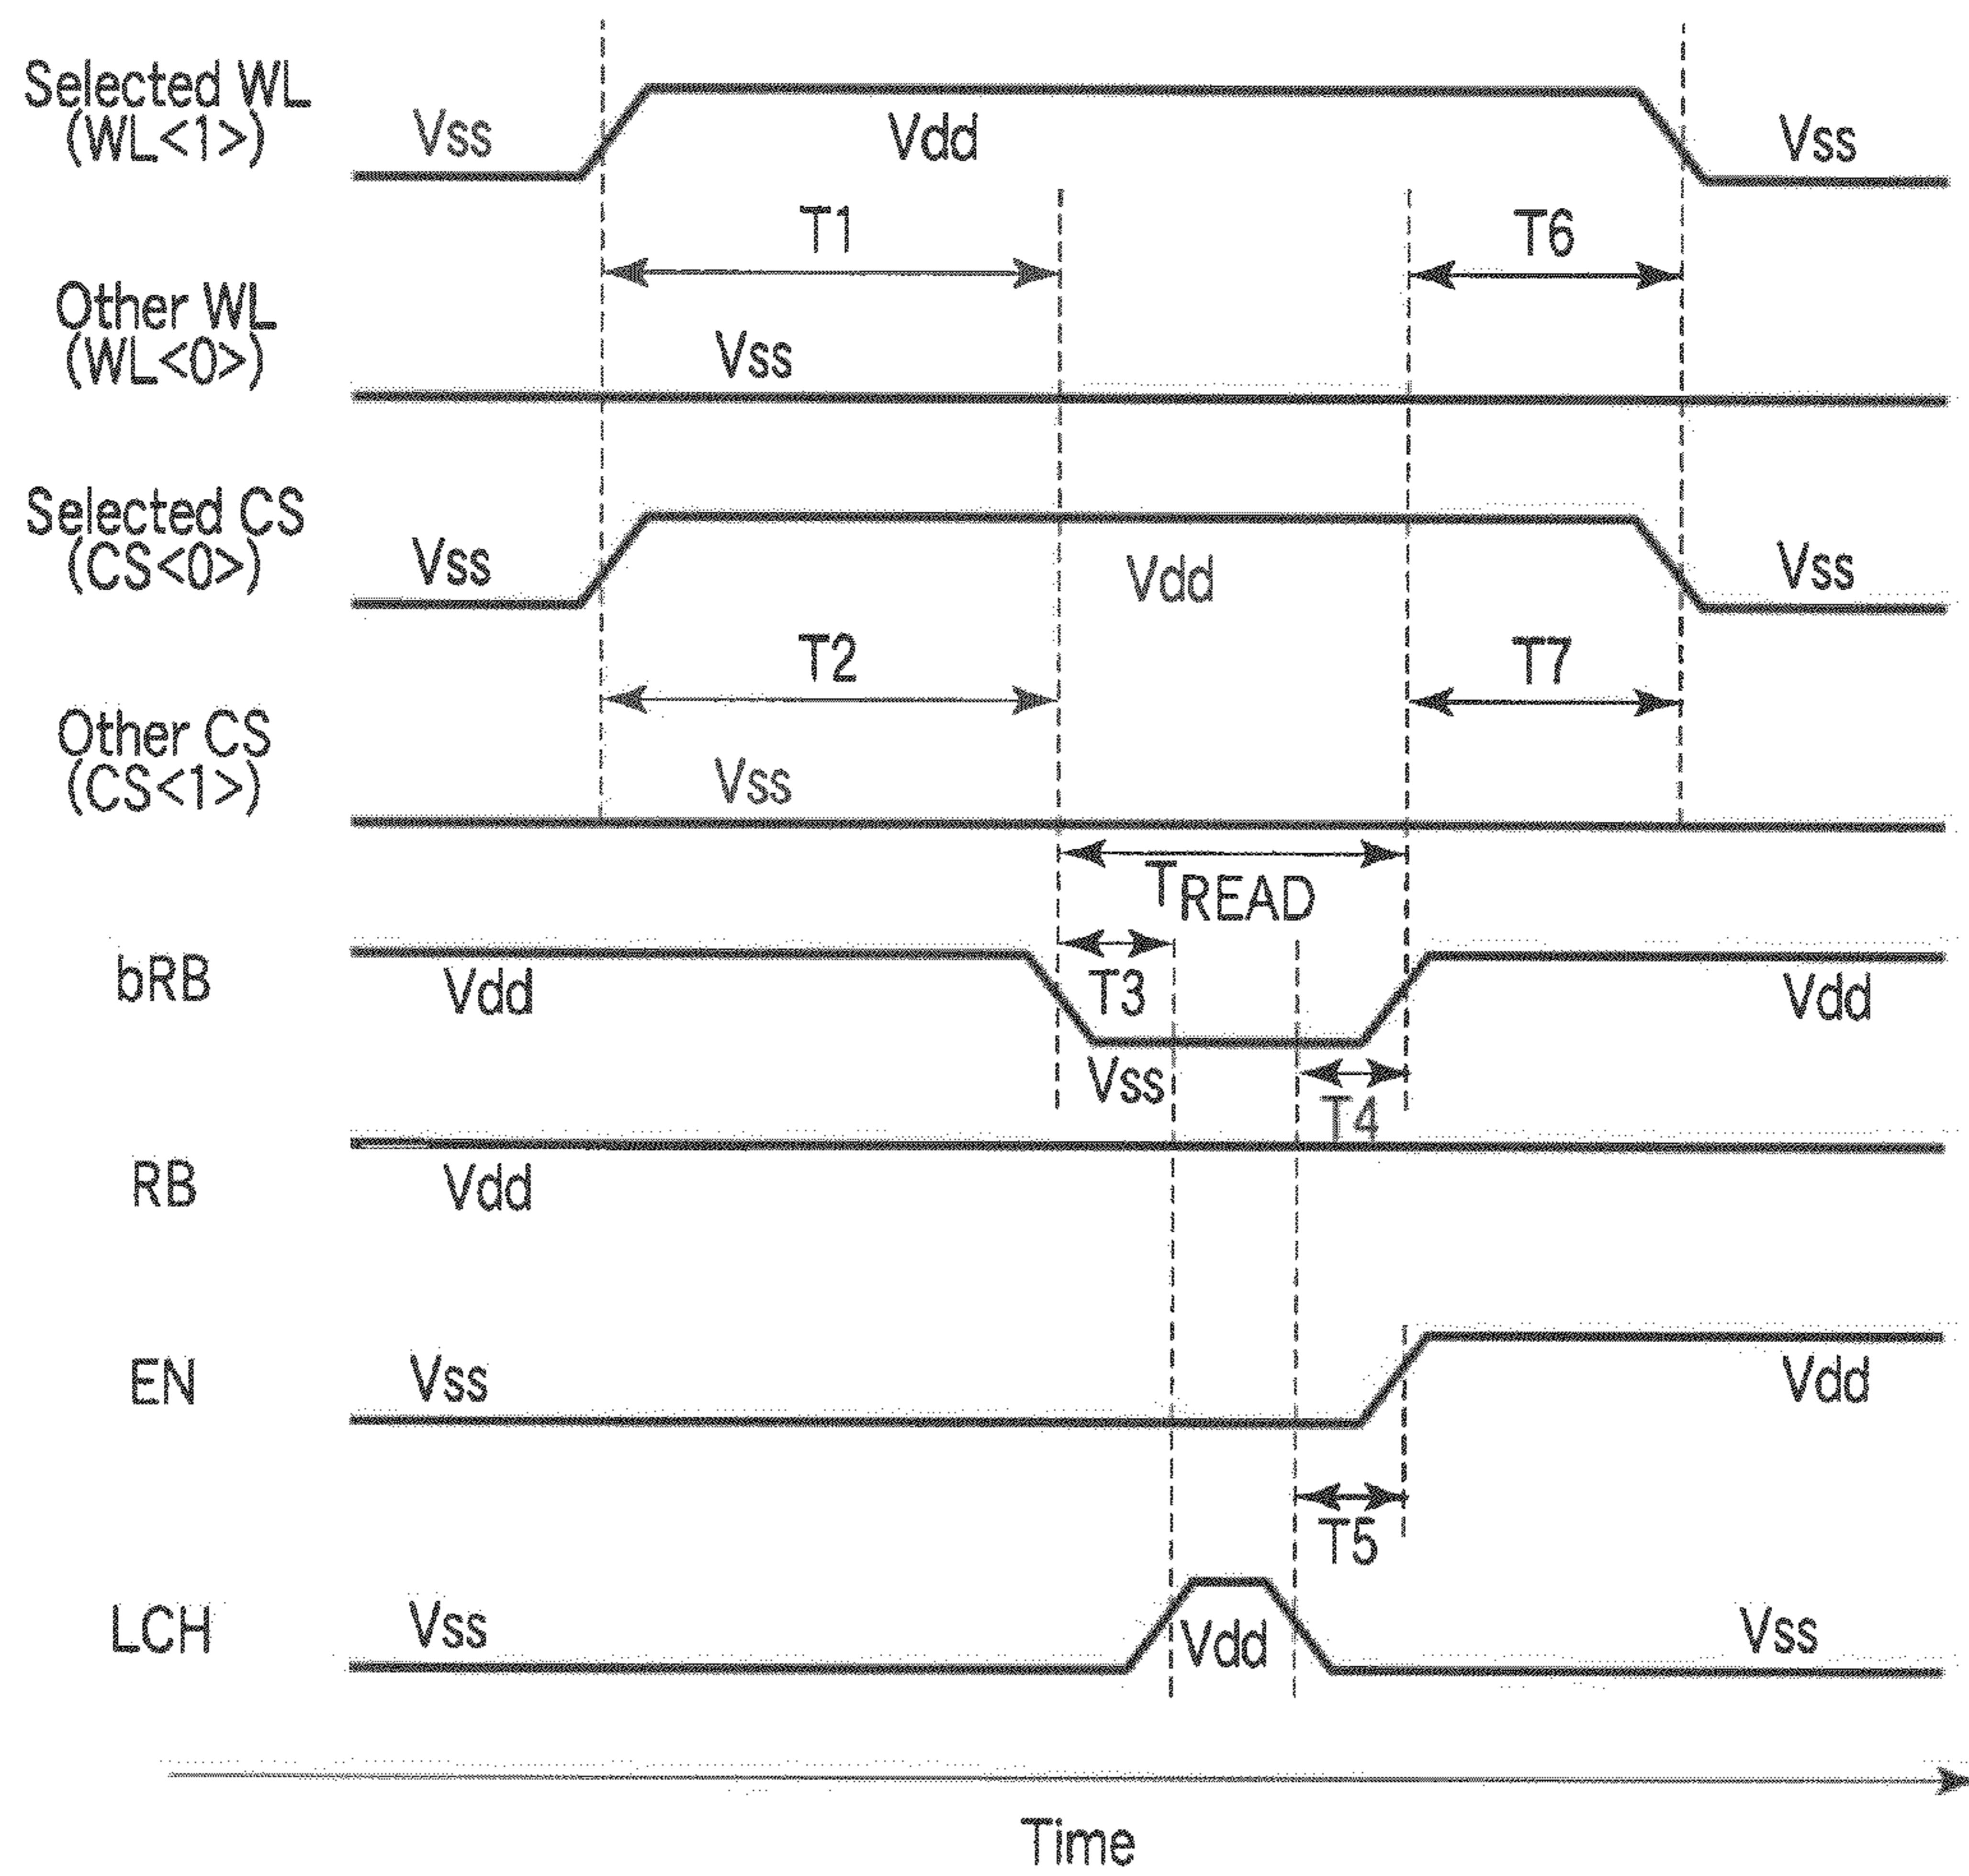 Selected WL
(WL<1>)
Vss
Vdd
Vss
T1
T6
Other WL
(WL<0>)
Vss
Selected CS
(CS<0>)
Vss
Vdd
Vss
T2
T7
Other CS
(CS<1>)
Vss
TREAD
bRB
Vdd
T3
Vdd
Vss
T4
RB
Vdd
EN
Vss
Vdd
T5
LCH
Vss
Vdd
Vss
Time